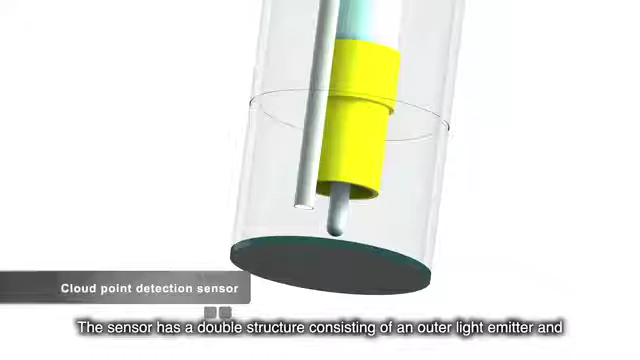 Cloud point detection sensor
The sensor has a double structure consisting of an outer light emitter and